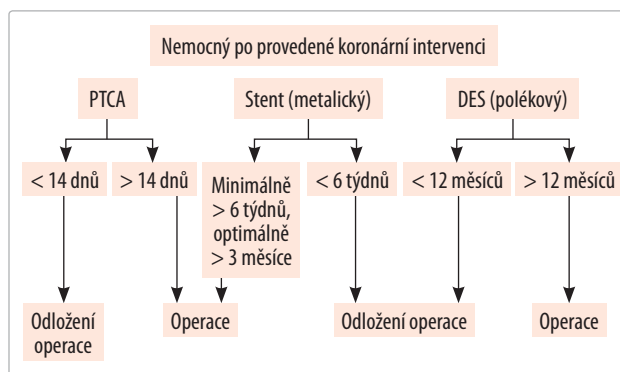 Nemocný po provedené koronární intervenci
PTCA
Stent (metalický)
DES (polékový)
< 14 dnů
> 14 dnů
Minimálně
> 6 týdnů,
optimálně
> 3 měsíce
< 6 týdnů
< 12 měsíců
> 12 měsíců
Odložení
operace
Operace
Odložení operace
Operace